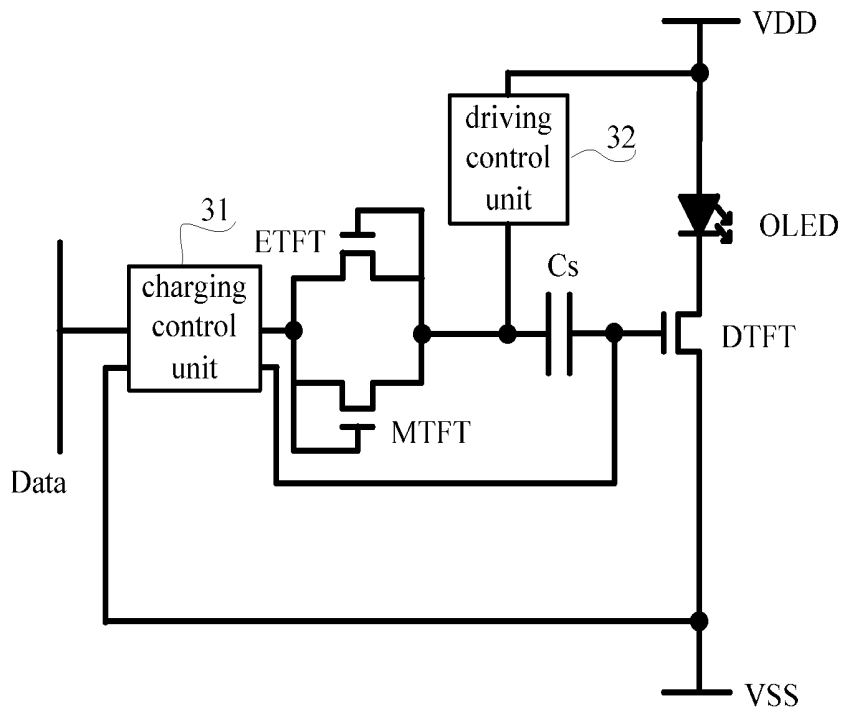 VDD
driving
control
unit
32
31
ETFT
OLED
Cs
charging
control
unit
DTFT
MTFT
Data
VSS